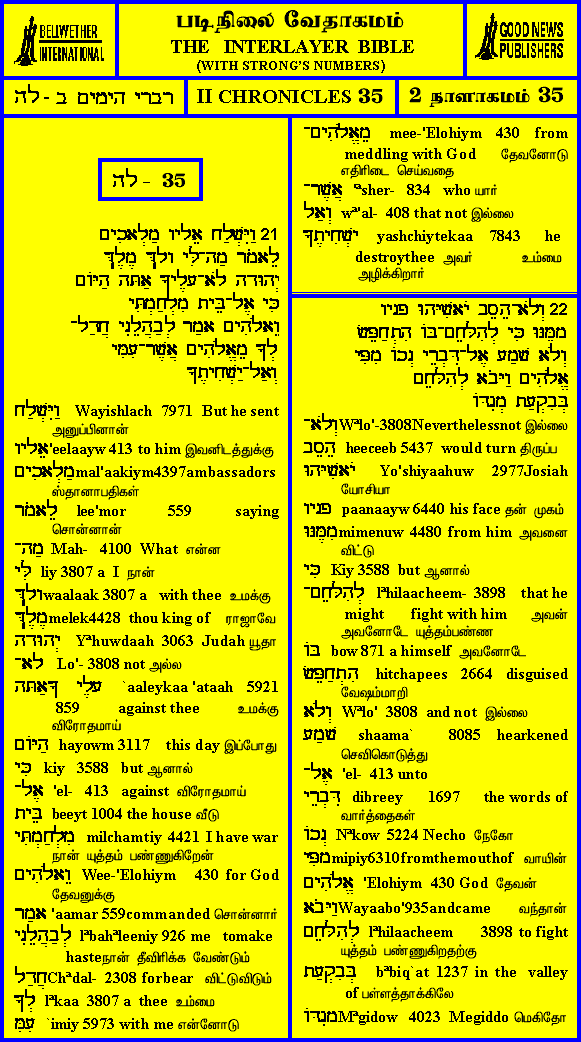 BELLWETHER
INTERNATIONAL
படிநிலை வேதாகமம்
THE INTERLAYER BIBLE
(WITH STRONG'S NUMBERS)
GOOD NEWS
PUBLISHERS
דברי הימים ב - לה
II CHRONICLES 35
2 நாளாகமம் 35
לה - 35
21 וַיִּשְׁלַח אֵלָיו מַלְאָכִים
לֵאמֹר מַה־לִּי וָלָךְ מֶלֶךְ
יְהוּדָה לֹא־עָלֶיךָ אַתָּה הַיּוֹם
כִּי אֶל־בֵּית מִלְחַמְתִּי
וֵאלֹהִים אָמַר לְבַהֲלֵנִי חֲדַל־
לְךָ מֵאֱלֹהִים אֲשֶׁר־עִמִּי
וְאַל־יַשְׁחִיתֶךָ
וַיִּשְׁלַח Wayishlach 7971 But he sent
அனுப்பினான்
אֵלָיו 'eelaayw 413 to him இவனிடத்துக்கு
מַלְאָכִים mal'aakiym4397ambassadors
ஸ்தானாபதிகள்
לֵאמֹר lee'mor 559 saying
சொன்னான்
מַה־ Mah- 4100 What என்ன
לִּי liy 3807 a I நான்
וָלָךְ lwaalaak 3807 a with thee உமக்கு
מֶלֶךְ melek4428 thou king of ராஜாவே
יְהוּדָה Yªhuwdaah 3063 Judah யூதா
לֹא־ Lo'- 3808 not அல்ல
עָלֶי ךָאַתָּה `aaleykaa 'ataah 5921
859 against thee உமக்கு
விரோதமாய்
הַיּוֹם hayowm 3117 this day இப்போது
כִּי kiy 3588 but ஆனால்
אֶל־ 'el- 413 against விரோதமாய்
בֵּית beeyt 1004 the house வீடு
מִלְחַמְתִּי milchamtiy 4421 I have war
நான் யுத்தம் பண்ணுகிறேன்
וֵאלֹהִים Wee-'Elohiym 430 for God
தேவனுக்கு
אָמַר 'aamar 559commanded சொன்னார்
לְבַהֲלֵנִי lªbahªleeniy 926 me tomake
hasteநான் தீவிரிக்க வேண்டும்
חֲדַל Chªdal- 2308 forbear விட்டுவிடும்
לְךָ lªkaa 3807 a thee உம்மை
עִמִּ `imiy 5973 with me என்னோடு
מֵאֱלֹהִים־ mee-'Elohiym 430 from
meddling with God தேவனோடு
எதிரிடை செய்வதை
אֲשֶׁר־ ªsher- 834 who யார்
וְאַל wª'al- 408 that not இல்லை
יַשְׁחִיתֶךָ yashchiytekaa 7843 he
destroythee அவர் உம்மை
அழிக்கிறார்
22 וְלֹא־הֵסֵב יֹאשִׁיָּהוּ פָנָיו
מִמֶּנּוּ כִּי לְהִלָּחֵם־בּוֹ הִתְחַפֵּשׂ
וְלֹא שָׁמַע אֶל־דִּבְרֵי נְכוֹ מִפִּי
אֱלֹהִים וַיָּבֹא לְהִלָּחֵם
בְּבִקְעַת מְגִדּוֹ
וְלֹא־Walo'-3808Neverthelessnot இல்லை
הֵסֵב heeceeb 5437 would turn திருப்ப
יֹאשִׁיָּהוּ Yo'shiyaahuw 2977Josiah
யோசியா
פָנָיו paanaayw 6440 his face தன் முகம்
מִמֶּנּוּ mimenuw 4480 from him அவனை
விட்டு
כִּי Kiy 3588 but ஆனால்
לְהִלָּחֵם־ lªhilaacheem- 3898 that he
might fight with him அவன்
அவனோடே யுத்தம்பண்ண
בּוֹ bow 871 a himself அவனோடே
הִתְחַפֵּשׂ hitchapees 2664 disguised
வேஷம்மாறி
וְלֹא Wªlo' 3808 and not இல்லை
שָׁמַע shaama` 8085 hearkened
செவிகொடுத்து
אֶל־ 'el- 413 unto
דִּבְרֵי dibreey 1697 the words of
வார்த்தைகள்
נְכוֹ Nªkow 5224 Necho நேகோ
מִפִּי mipiy6310fromthemouthof வாயின்
אֱלֹהִים 'Elohiym 430 God தேவன்
וַיָּבֹא Wayaabo'935andcame வந்தான்
לְהִלָּחֵם lªhilaacheem 3898 to fight
யுத்தம் பண்ணுகிறதற்கு
בְּבִקְעַת bªbiq`at 1237 in the valley
of பள்ளத்தாக்கிலே
מְגִדּוֹ Mªgidow 4023 Megiddo மெகிதோ